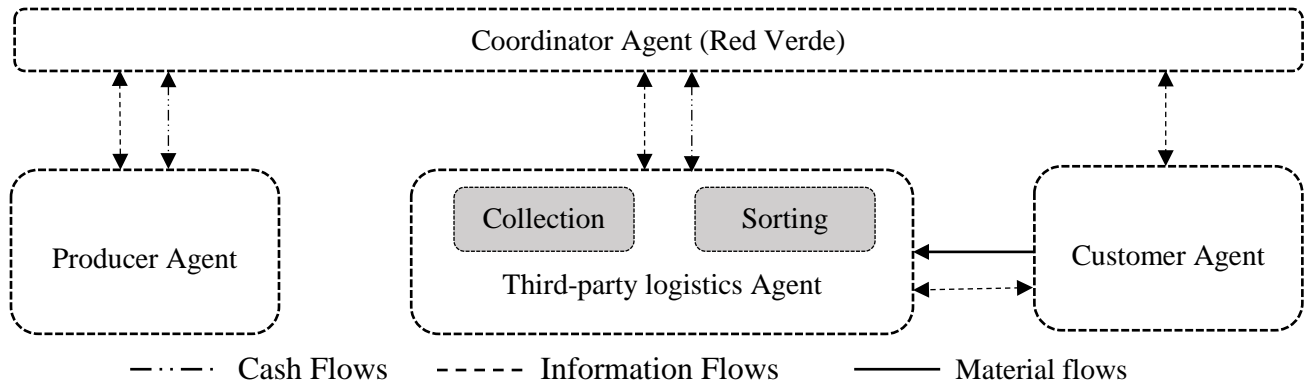 Coordinator Agent (Red Verde)
Collection
Sorting
Producer Agent
Third-party logistics Agent
Customer Agent
Cash Flows
Information Flows
Material flows